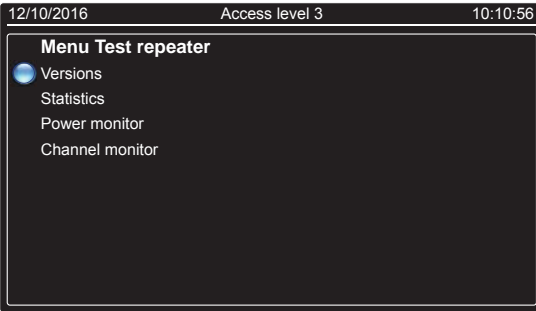 12/10/2016 Access level 3 10:10:56
Menu Test repeater
Versions
Statistics
Power monitor
Channel monitor